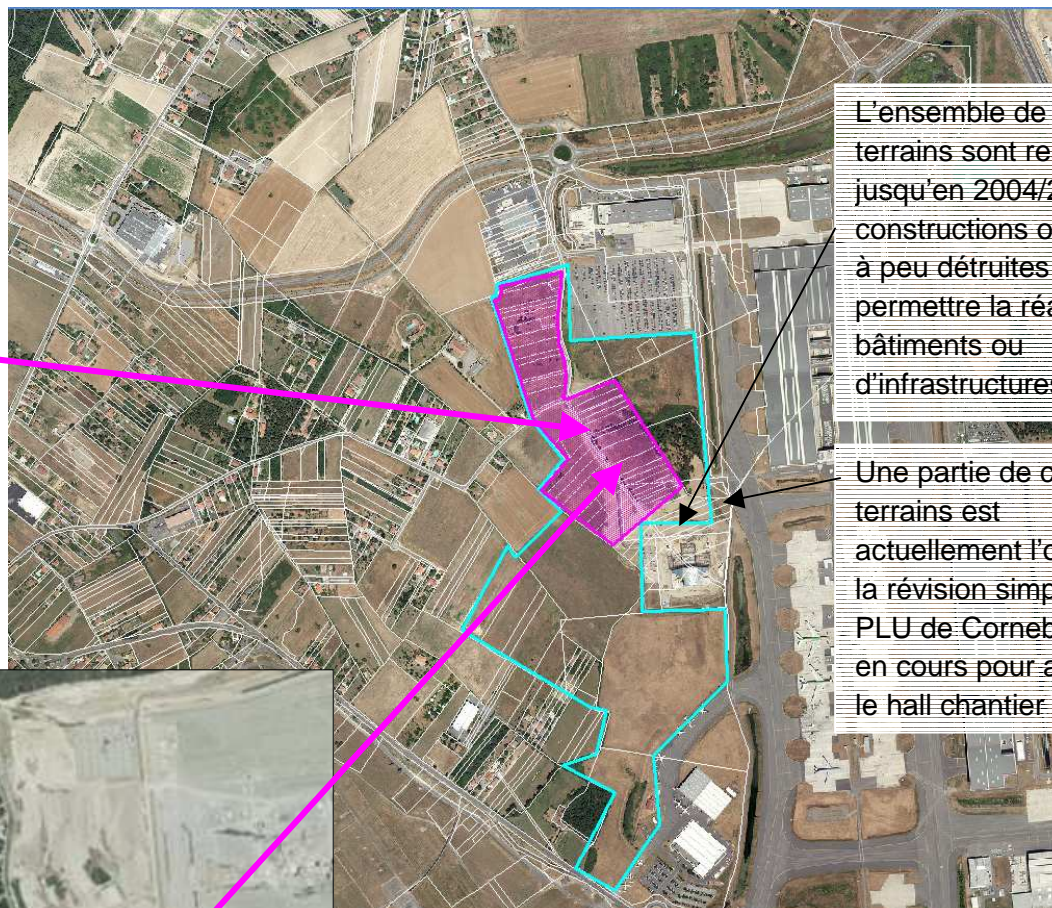 L'ensemble de
terrains sont re
jusqu'en 2004/2
constructions o
à peu détruites
permettre la réa
bâtiments ou
d'infrastructures
Une partie de c
terrains est
actuellement l'o
la révision simp
PLU de Corneb
en cours pour a
le hall chantier